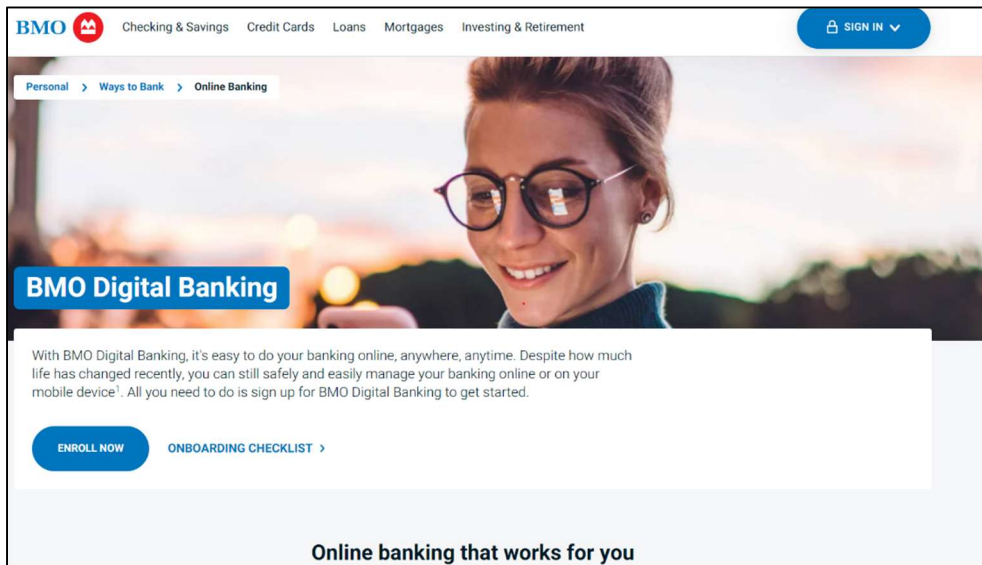 BMO
Checking & Savings Credit Cards Loans Mortgages Investing & Retirement
SIGN IN
Personal > Ways to Bank > Online Banking
BMO Digital Banking
With BMO Digital Banking, it's easy to do your banking online, anywhere, anytime. Despite how much
life has changed recently, you can still safely and easily manage your banking online or on your
mobile device¹. All you need to do is sign up for BMO Digital Banking to get started.
ENROLL NOW
ONBOARDING CHECKLIST >
Online banking that works for you